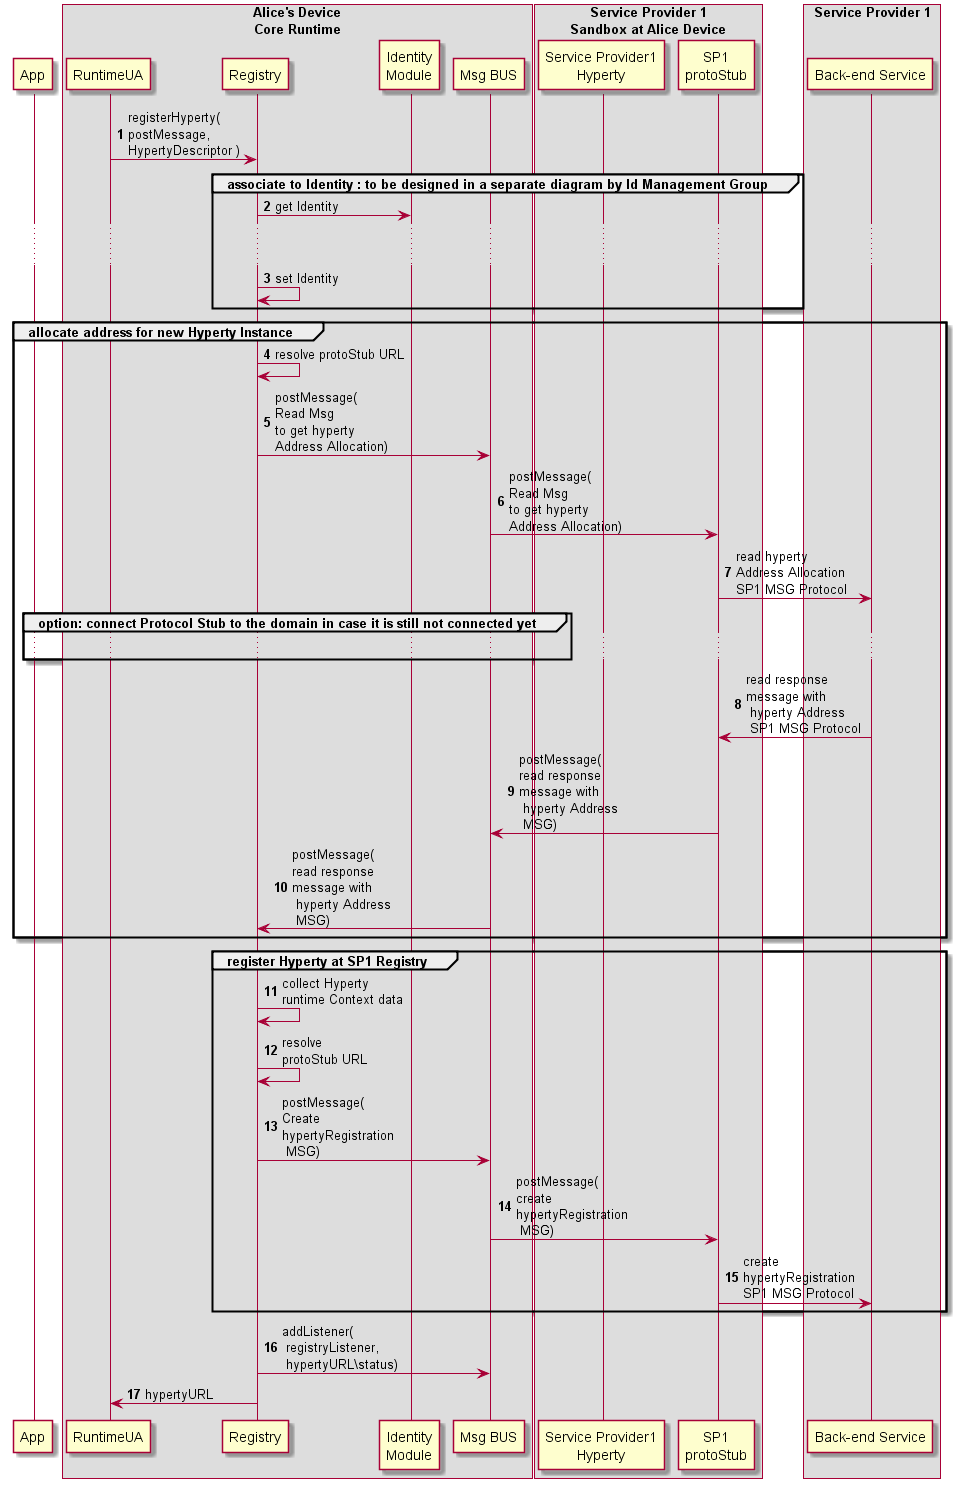 Alice's Device
Core Runtime
Service Provider 1
Sandbox at Alice Device
Service Provider 1
App
RuntimeUA
Registry
Identity
Module
Msg BUS
Service Provider1
Hyperty
SP1
protoStub
Back-end Service
registerHyperty(
1 postMessage,
HypertyDescriptor )
associate to Identity : to be designed in a separate diagram by Id Management Group
2 get Identity
3 set Identity
allocate address for new Hyperty Instance
4 resolve protoStub URL
postMessage(
Read Msg
5 to get hyperty
Address Allocation)
postMessage(
Read Msg
6 to get hyperty
Address Allocation)
read hyperty
7 Address Allocation
SP1 MSG Protocol
option: connect Protocol Stub to the domain in case it is still not connected yet
read response
message with
8 hyperty Address
SP1 MSG Protocol
postMessage(
read response
9 message with
hyperty Address
MSG)
postMessage(
read response
10 message with
hyperty Address
MSG)
register Hyperty at SP1 Registry
11 collect Hyperty
runtime Context data
12 resolve
protoStub URL
postMessage(
Create
13 hypertyRegistration
MSG)
postMessage(
create
14 hypertyRegistration
MSG)
create
15 hypertyRegistration
SP1 MSG Protocol
addListener(
16 registryListener,
hypertyURL\status)
17 hypertyURL
App
RuntimeUA
Registry
Identity
Module
Msg BUS
Service Provider1
Hyperty
SP1
protoStub
Back-end Service